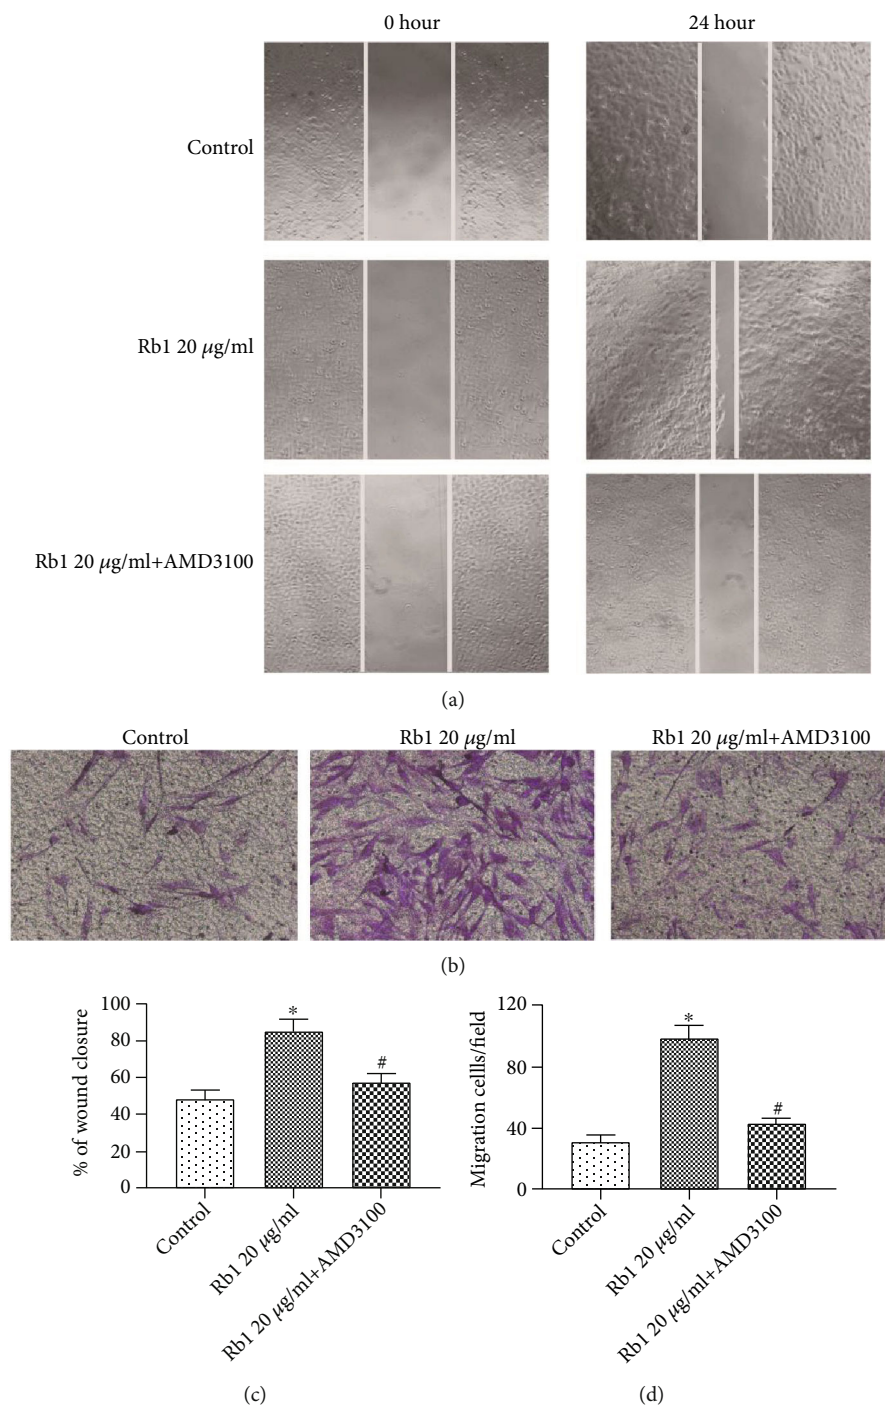 0 hour
24 hour
Control
Rb1 20 μg/ml
Rb1 20 μg/ml+AMD3100
(a)
Control
Rb1 20 μg/ml
Rb1 20 μg/ml+AMD3100
(b)
% of wound closure
100
80
60
40
20
0
*
#
Control
Rb1 20 μg/ml
Rb1 20 μg/ml+AMD3100
(c)
Migration cellls/field
120
80
40
0
*
#
Control
Rb1 20 μg/ml
Rb1 20 μg/ml+AMD3100
(d)